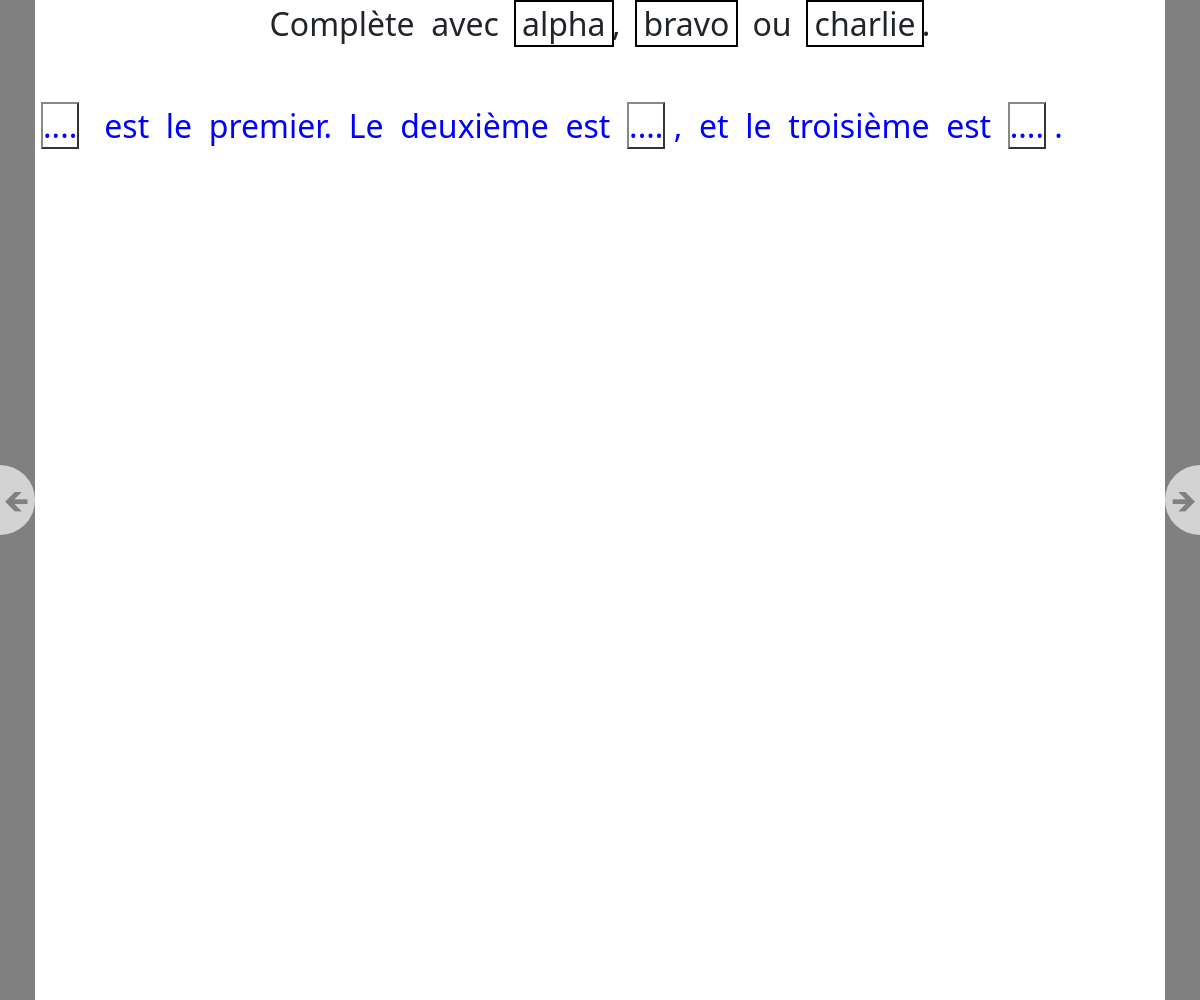 Complète avec alpha, bravo ou charlie.
.... est le premier. Le deuxième est .... , et le troisième est .... .